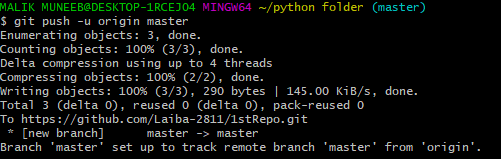 MALIK MUNEEB@DESKTOP-1RCEJO4 MINGW64 ~/python folder (master)
$ git push -u origin master
Enumerating objects: 3, done.
Counting objects: 100% (3/3), done.
Delta compression using up to 4 threads
Compressing objects: 100% (2/2), done.
Writing objects: 100% (3/3), 290 bytes | 145.00 KiB/s, done.
Total 3 (delta 0), reused 0 (delta 0), pack-reused 0
To https://github.com/Laiba-2811/1stRepo.git
 * [new branch]      master -> master
Branch 'master' set up to track remote branch 'master' from 'origin'.